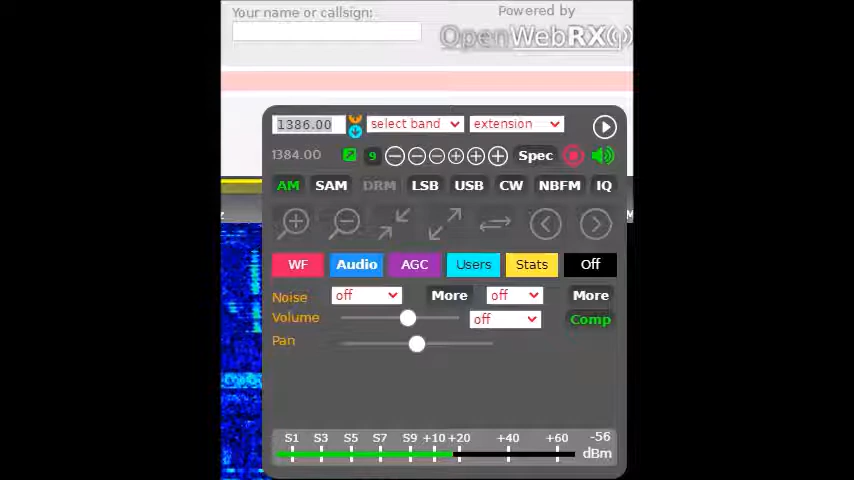 Your name or callsign:
Powered by
OpenWebRX
1386.00 select band extension
1384.00 9 Spec
AM SAM DRM LSB USB CW NBFM IQ
WF Audio AGC Users Stats Off
Noise off More off More
Volume off Comp
Pan
S1 S3 S5 S7 S9 +10 +20 +40 +60 -56
dBm